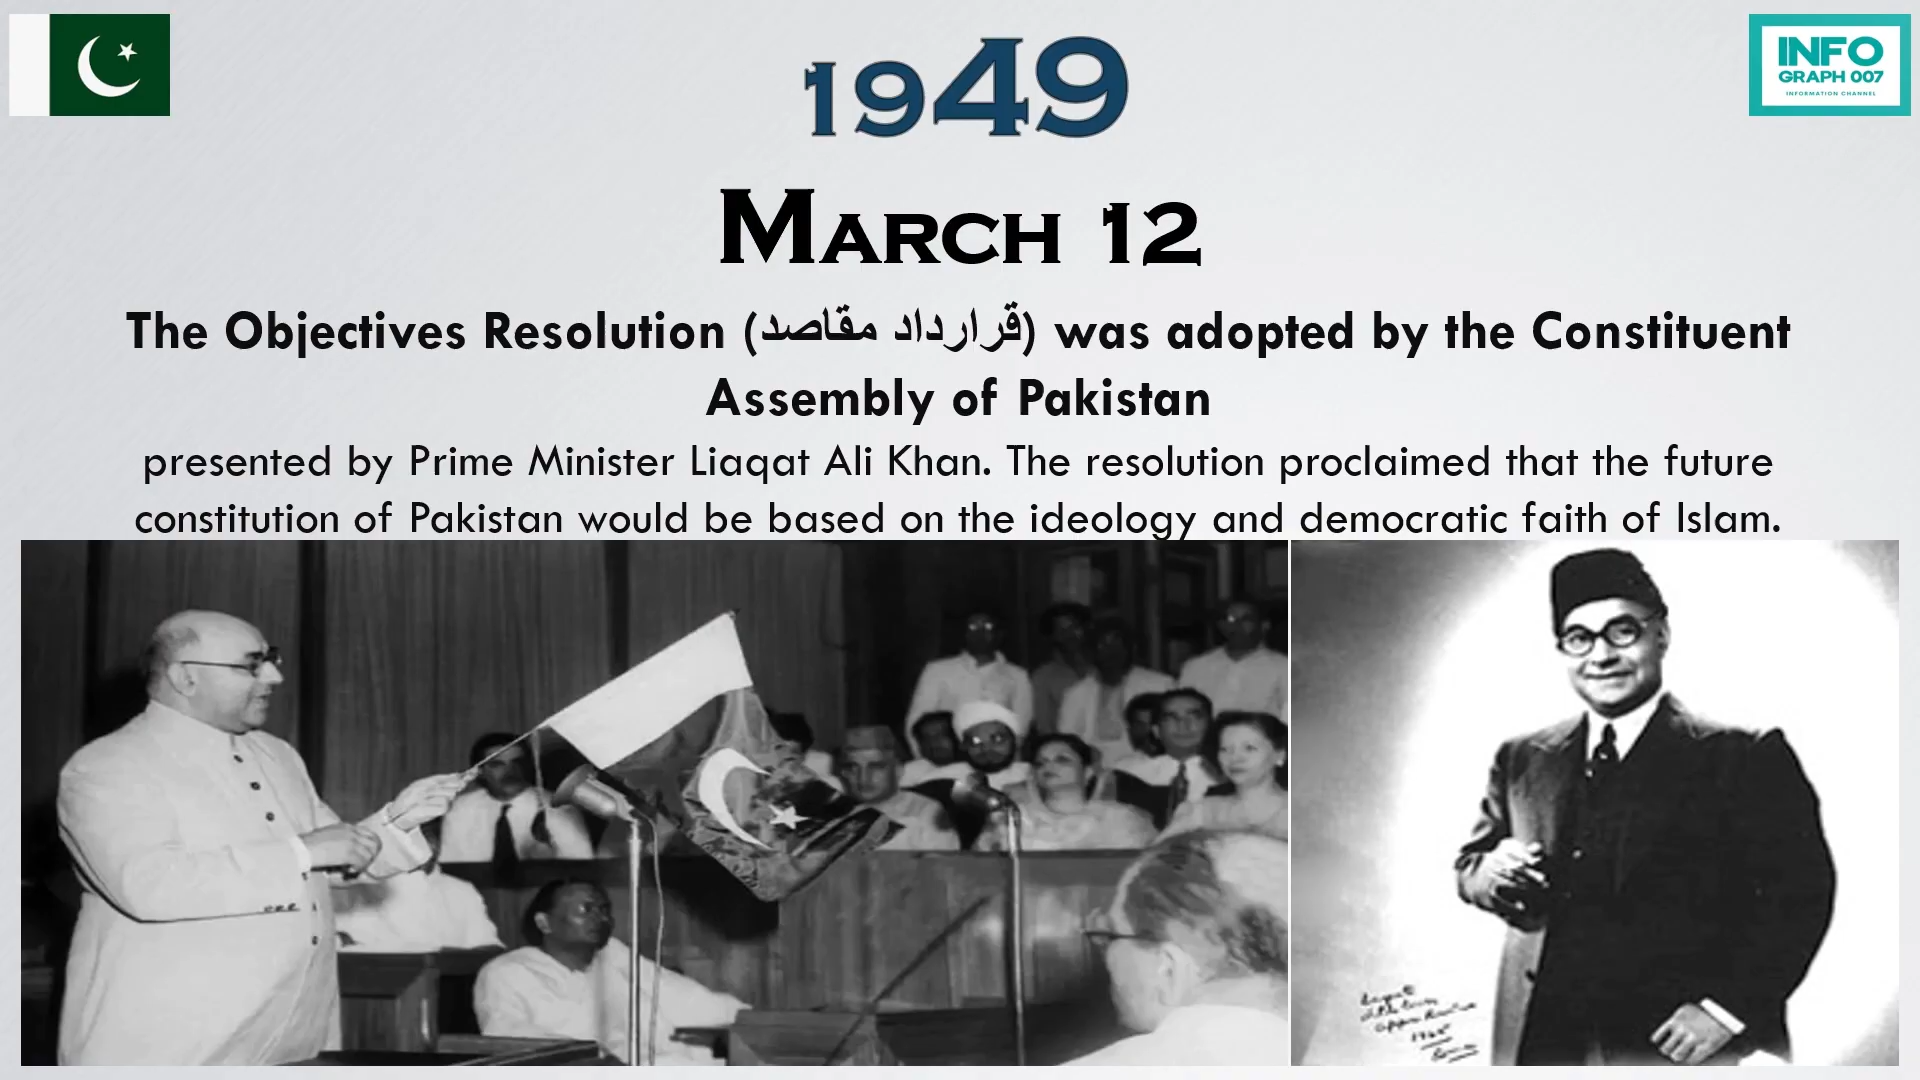 INFO
GRAPH 007
INFORMATION CHANNEL
1949
MARCH 12
The Objectives Resolution (قرارداد مقاصد) was adopted by the Constituent
Assembly of Pakistan
presented by Prime Minister Liaqat Ali Khan. The resolution proclaimed that the future
constitution of Pakistan would be based on the ideology and democratic faith of Islam.